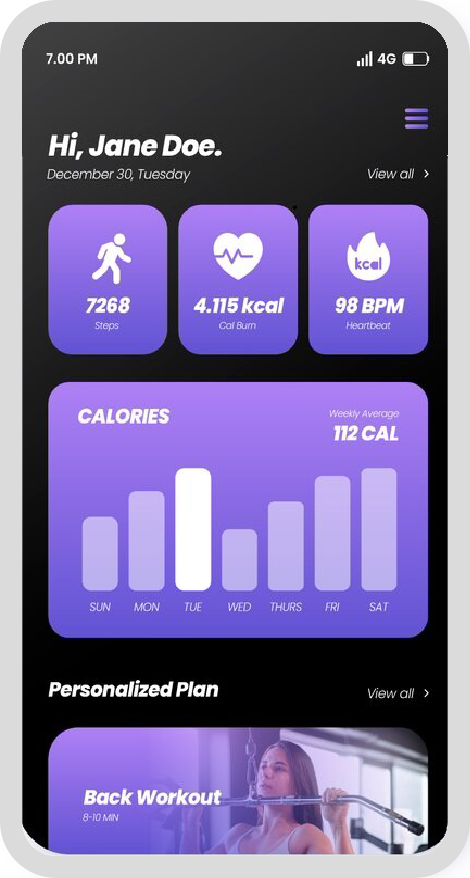 7.00 PM
4G
Hi, Jane Doe.
December 30, Tuesday
View all
kcal
7268
Steps
4.115 kcal
Cal Burn
98 BPM
Heartbeat
CALORIES
Weekly Average
112 CAL
SUN MON TUE WED THURS FRI SAT
Personalized Plan
View all
Back Workout
8-10 MIN